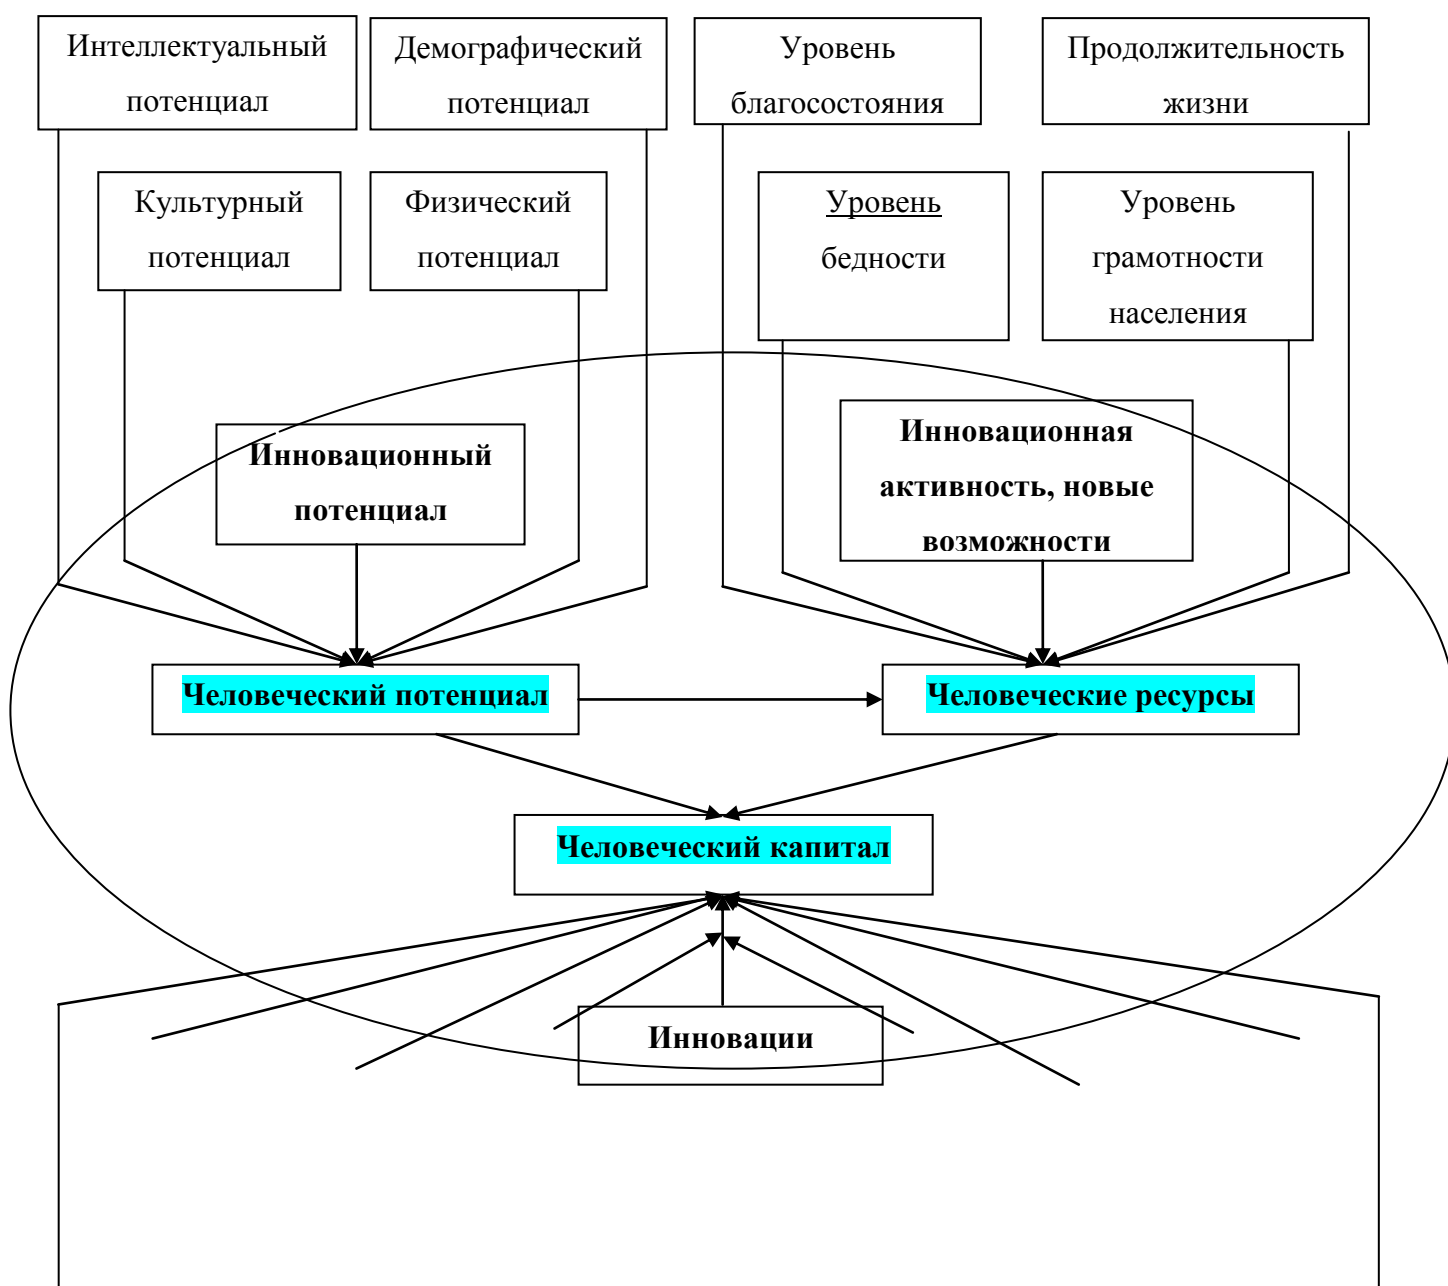 Интеллектуальный
потенциал
Демографический
потенциал
Уровень
благосостояния
Продолжительность
жизни
Культурный
потенциал
Физический
потенциал
Уровень
бедности
Уровень
грамотности
населения
Инновационный
потенциал
Инновационная
активность, новые
возможности
Человеческий потенциал
Человеческие ресурсы
Человеческий капитал
Инновации